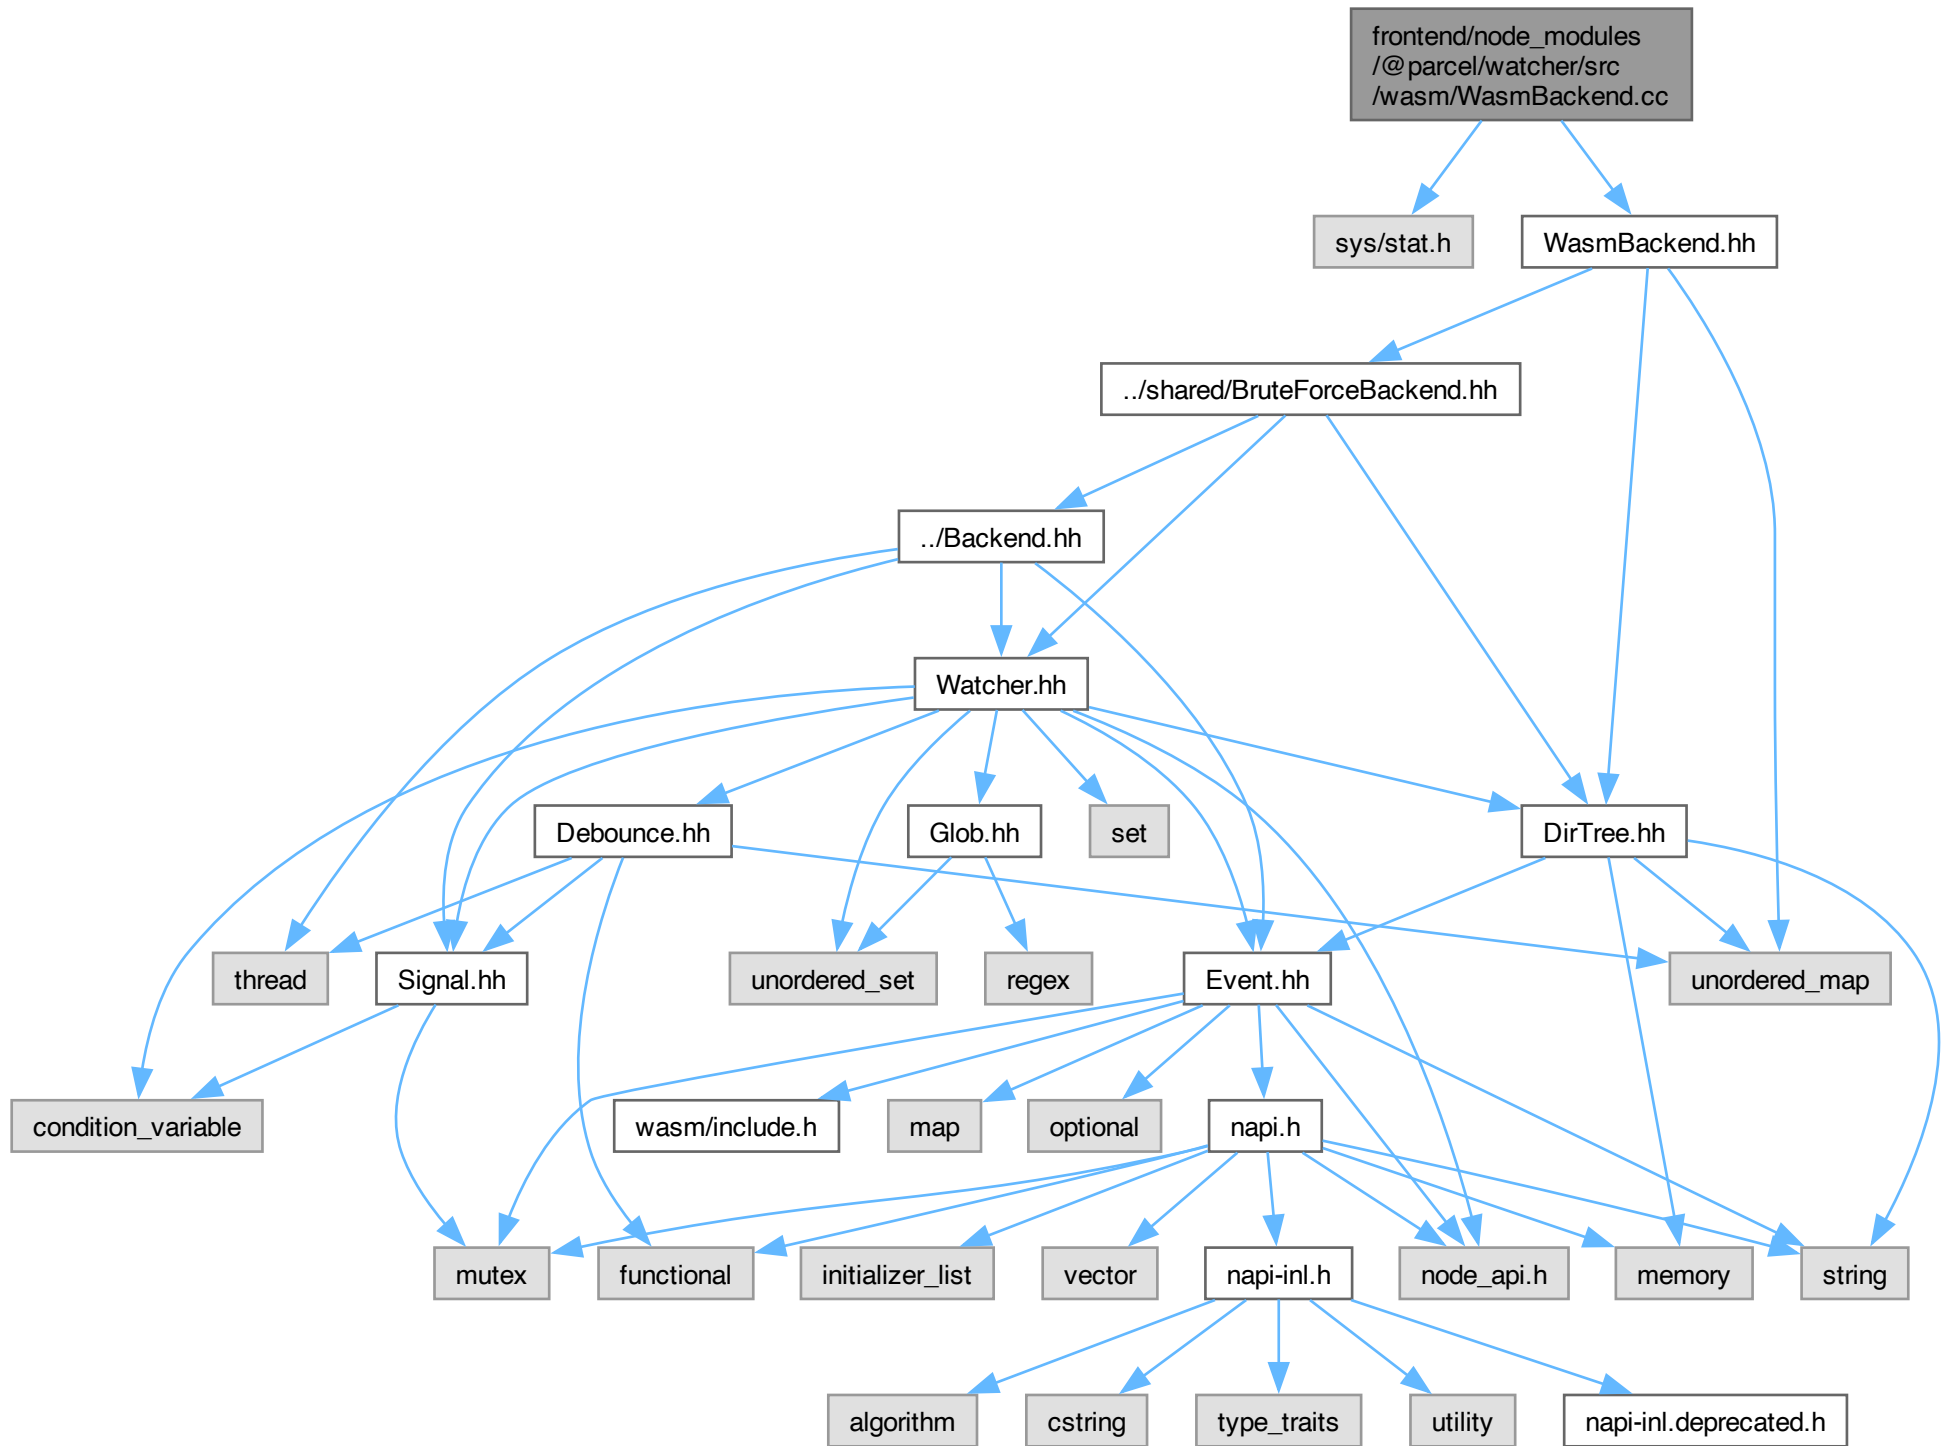 frontend/node_modules
/@parcel/watcher/src
/wasm/WasmBackend.cc
sys/stat.h
WasmBackend.hh
../shared/BruteForceBackend.hh
../Backend.hh
Watcher.hh
Debounce.hh
Glob.hh
set
DirTree.hh
thread
Signal.hh
unordered_set
regex
Event.hh
unordered_map
condition_variable
wasm/include.h
map
optional
napi.h
mutex
functional
initializer_list
vector
napi-inl.h
node_api.h
memory
string
algorithm
cstring
type_traits
utility
napi-inl.deprecated.h